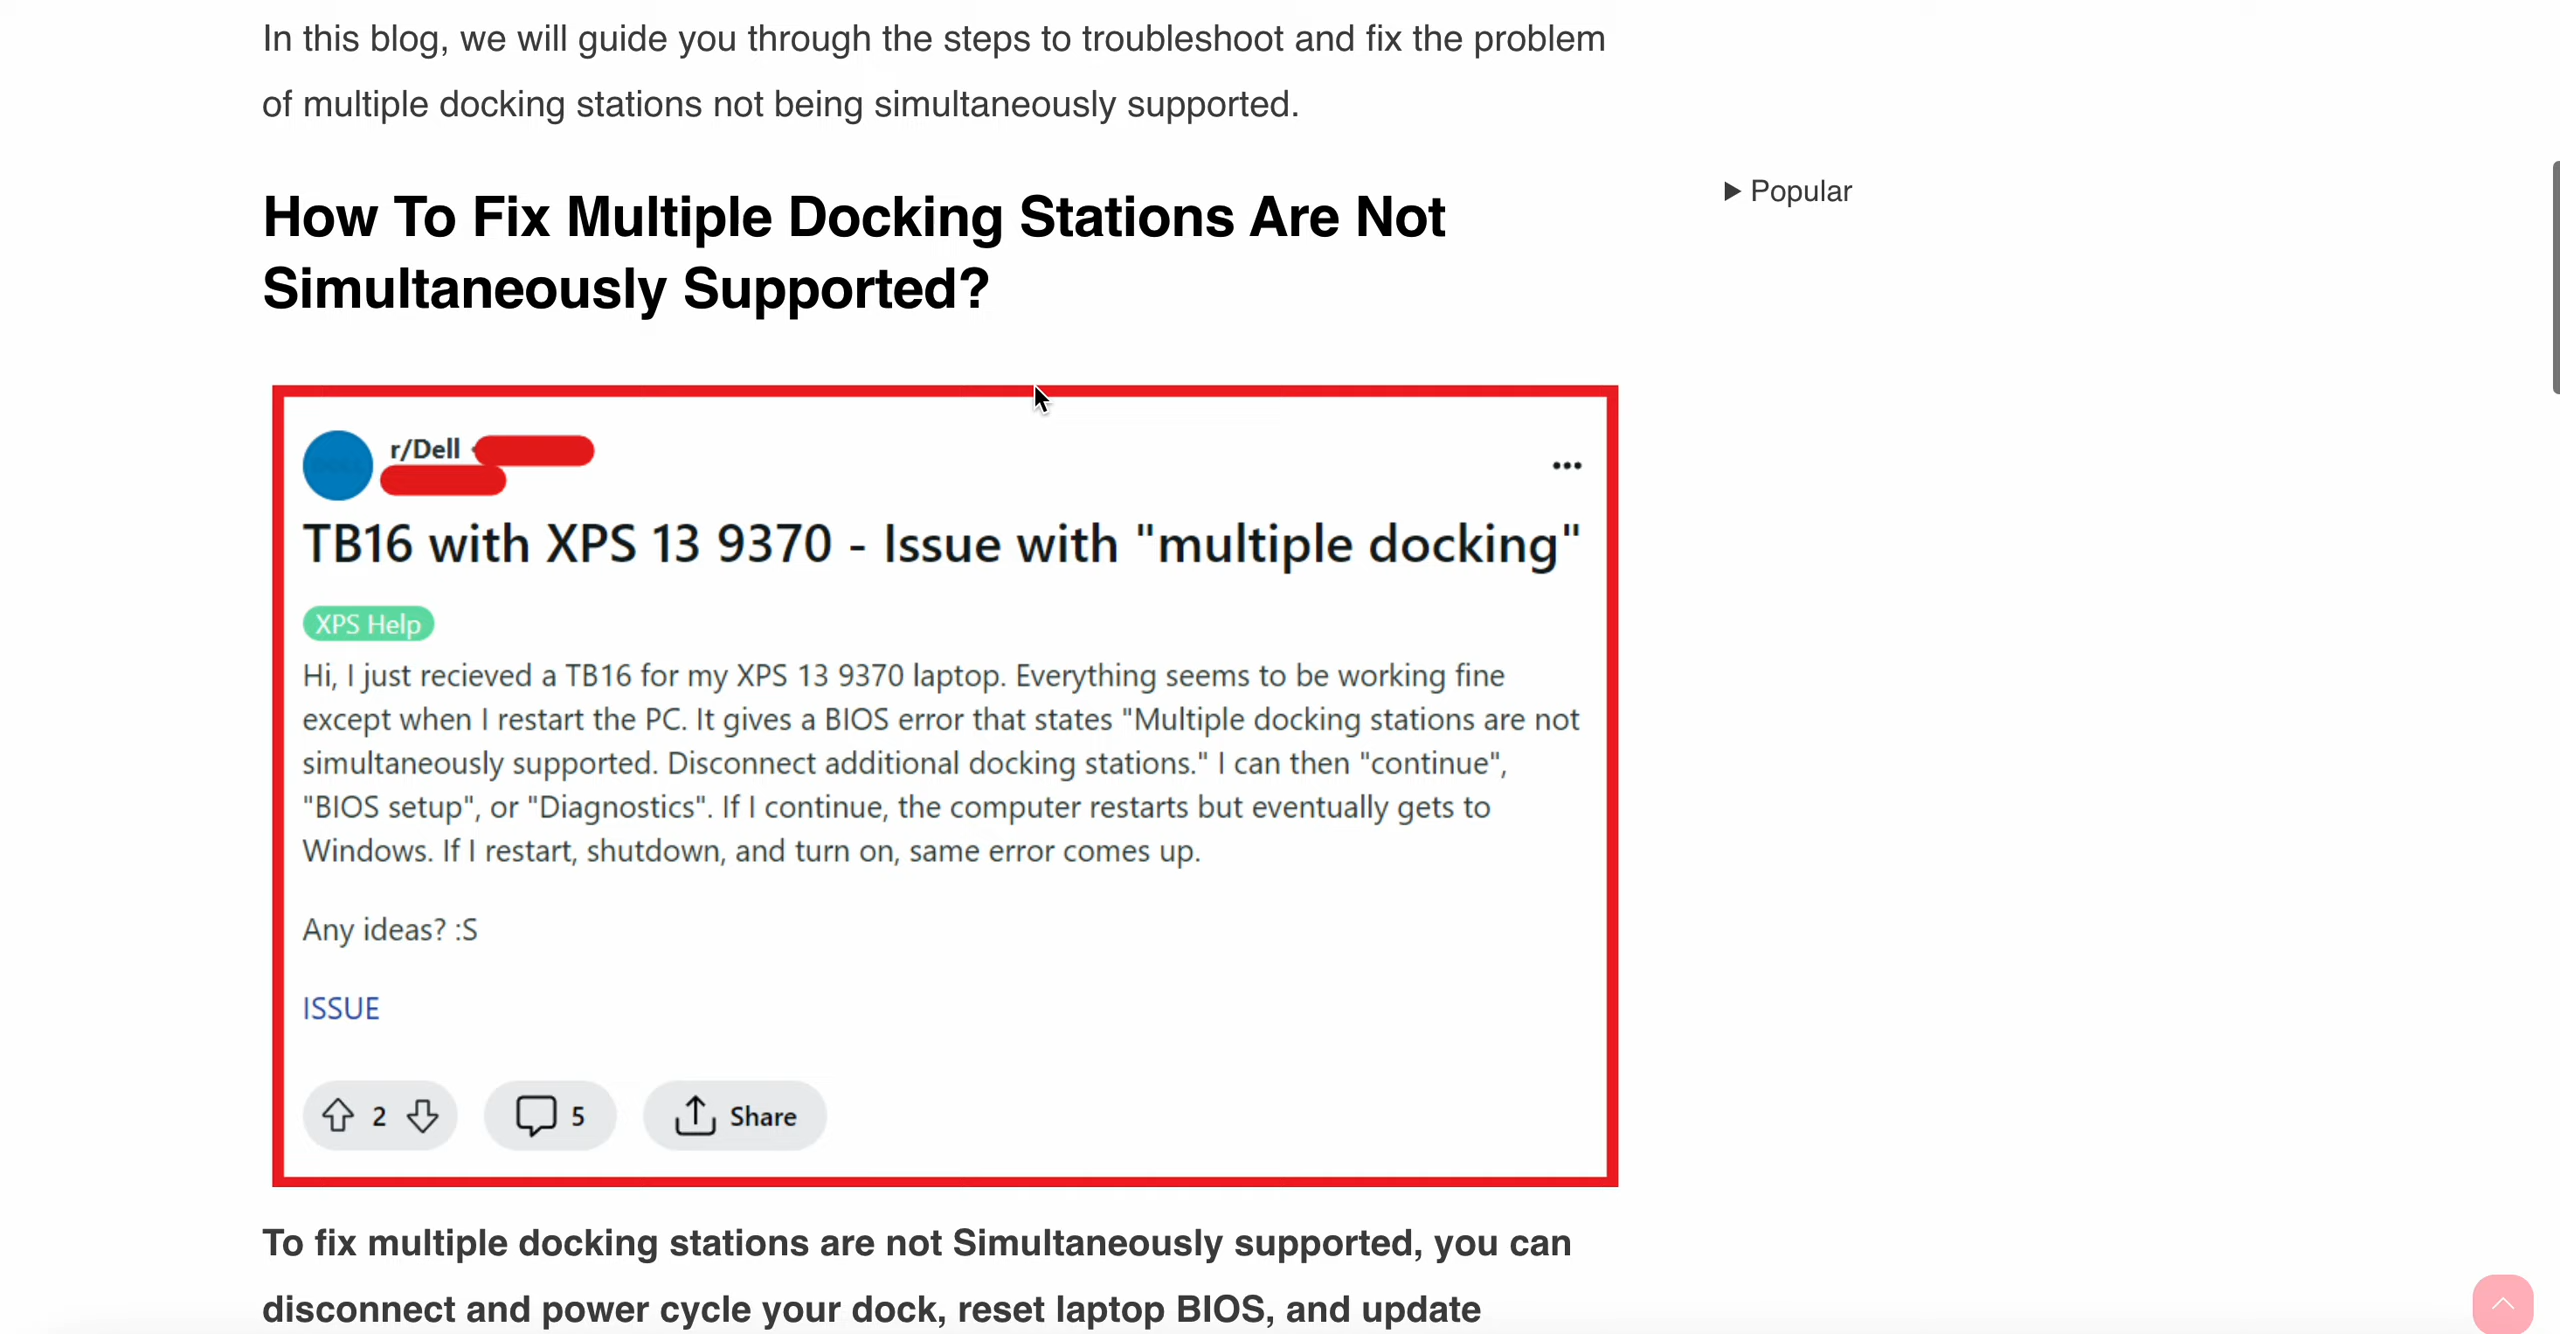 In this blog, we will guide you through the steps to troubleshoot and fix the problem
of multiple docking stations not being simultaneously supported.
Popular
How To Fix Multiple Docking Stations Are Not
Simultaneously Supported?
r/Dell
TB16 with XPS 13 9370 - Issue with "multiple docking"
XPS Help
Hi, I just recieved a TB16 for my XPS 13 9370 laptop. Everything seems to be working fine
except when I restart the PC. It gives a BIOS error that states "Multiple docking stations are not
simultaneously supported. Disconnect additional docking stations." I can then "continue",
"BIOS setup", or "Diagnostics". If I continue, the computer restarts but eventually gets to
Windows. If I restart, shutdown, and turn on, same error comes up.
Any ideas? :S
ISSUE
2 5 Share
To fix multiple docking stations are not Simultaneously supported, you can
disconnect and power cycle your dock, reset laptop BIOS, and update